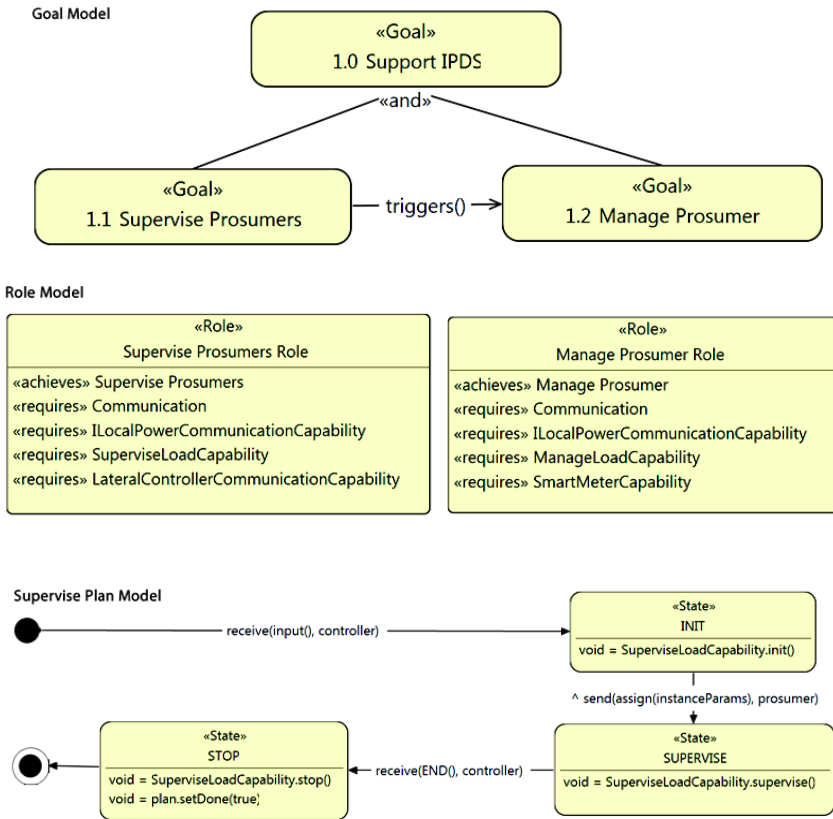 Goal Model
«Goal»
1.0 Support IPDS
«and»
«Goal»
1.1 Supervise Prosumers
triggers()
«Goal»
1.2 Manage Prosumer
Role Model
«Role»
Supervise Prosumers Role
«achieves» Supervise Prosumers
«requires» Communication
«requires» ILocalPowerCommunicationCapability
«requires» SuperviseLoadCapability
«requires» LateralControllerCommunicationCapability
«Role»
Manage Prosumer Role
«achieves» Manage Prosumer
«requires» Communication
«requires» ILocalPowerCommunicationCapability
«requires» ManageLoadCapability
«requires» SmartMeterCapability
Supervise Plan Model
receive(input(), controller)
«State»
INIT
void = SuperviseLoadCapability.init()
^ send(assign(instanceParams), prosumer)
«State»
SUPERVISE
void = SuperviseLoadCapability.supervise()
receive(END(), controller)
«State»
STOP
void = SuperviseLoadCapability.stop()
void = plan.setDone(true)